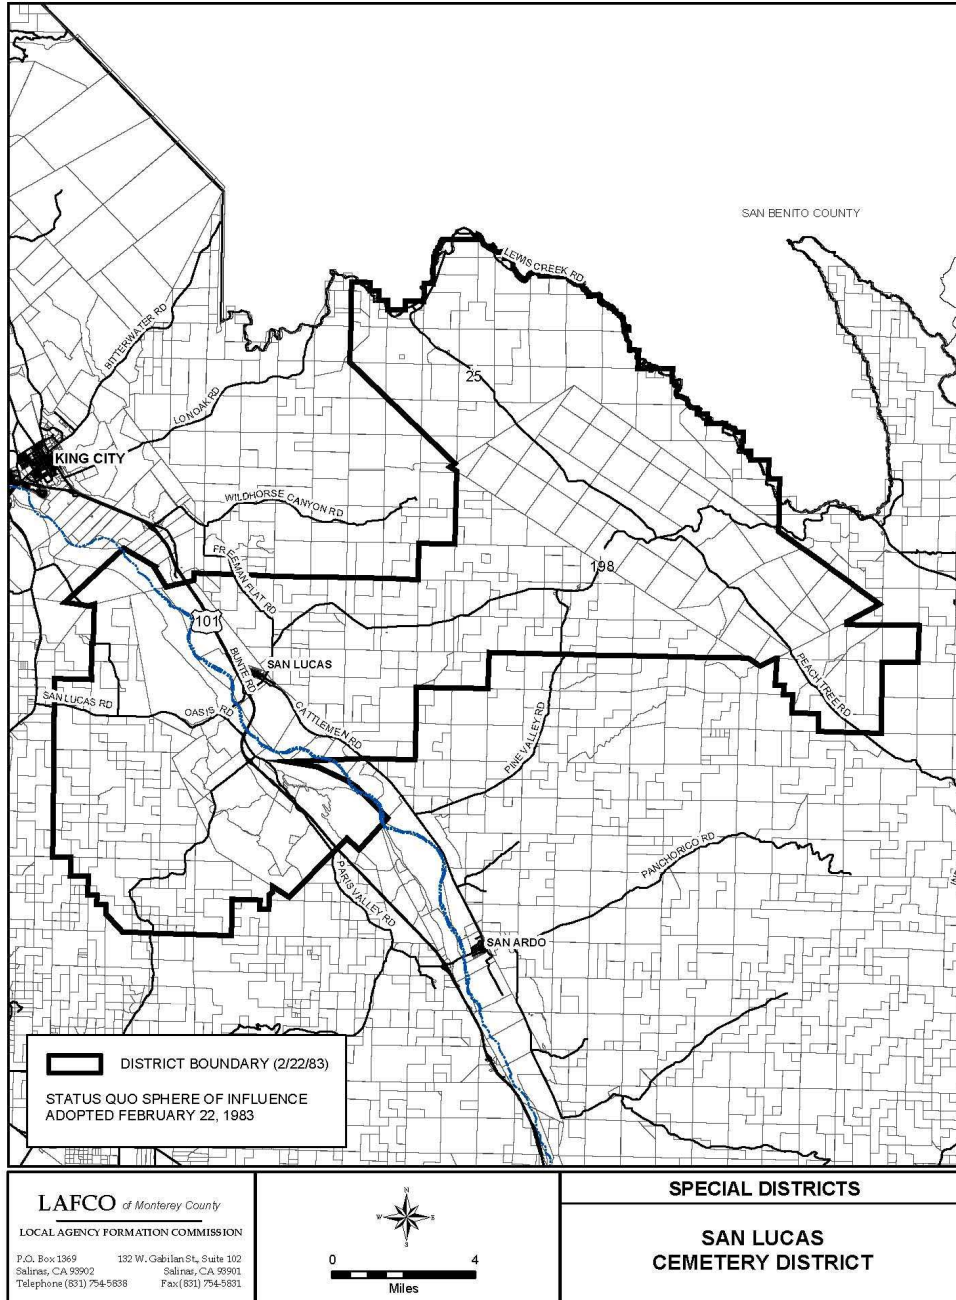 SAN BENITO COUNTY
LEWIS CREEK RD
BITTERWATER RD
25
LONOAK RD
KING CITY
WILDHORSE CANYON RD
FREEMAN FLAT RD
198
101
BUNTE RD
SAN LUCAS
PEACHTREE RD
SAN LUCAS RD
OASIS RD
CATTLEMEN RD
PINE VALLEY RD
PANCHORICO RD
PARIS VALLEY RD
SAN ARDO
DISTRICT BOUNDARY (2/22/83)
STATUS QUO SPHERE OF INFLUENCE
ADOPTED FEBRUARY 22, 1983
LAFCO of Monterey County
LOCAL AGENCY FORMATION COMMISSION
P.O. Box 1369 132 W. Gabilan St., Suite 102
Salinas, CA 93902 Salinas, CA 93901
Telephone (831) 754-5838 Fax (831) 754-5831
N
W E
S
0 4
Miles
SPECIAL DISTRICTS
SAN LUCAS
CEMETERY DISTRICT